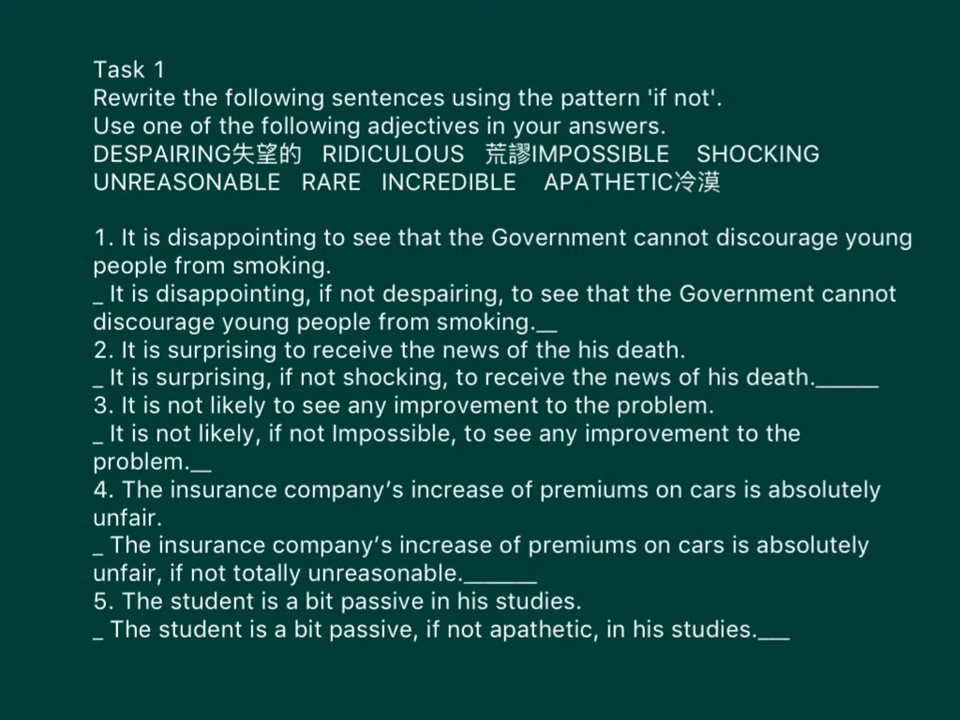 Task 1
Rewrite the following sentences using the pattern 'if not'.
Use one of the following adjectives in your answers.
DESPAIRING失望的 RIDICULOUS 荒謬IMPOSSIBLE SHOCKING
UNREASONABLE RARE INCREDIBLE APATHETIC冷漠
1. It is disappointing to see that the Government cannot discourage young
people from smoking.
_ It is disappointing, if not despairing, to see that the Government cannot
discourage young people from smoking.__
2. It is surprising to receive the news of the his death.
_ It is surprising, if not shocking, to receive the news of his death.______
3. It is not likely to see any improvement to the problem.
_ It is not likely, if not Impossible, to see any improvement to the
problem.__
4. The insurance company’s increase of premiums on cars is absolutely
unfair.
_ The insurance company’s increase of premiums on cars is absolutely
unfair, if not totally unreasonable._______
5. The student is a bit passive in his studies.
_ The student is a bit passive, if not apathetic, in his studies.___